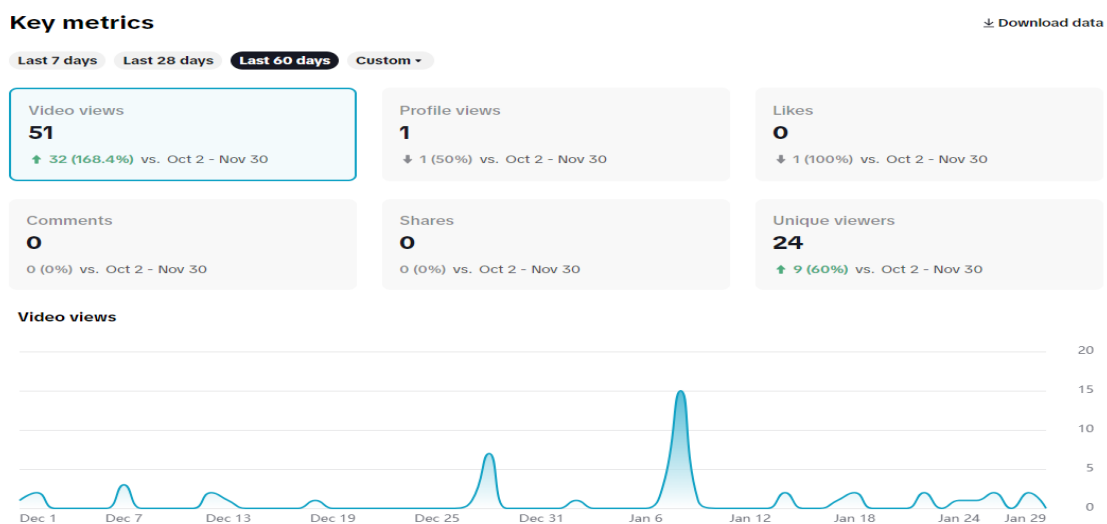 Key metrics
Download data
Last 7 days Last 28 days Last 60 days Custom
Video views
51
32 (168.4%) vs. Oct 2 - Nov 30
Profile views
1
1 (50%) vs. Oct 2 - Nov 30
Likes
0
1 (100%) vs. Oct 2 - Nov 30
Comments
0
0 (0%) vs. Oct 2 - Nov 30
Shares
0
0 (0%) vs. Oct 2 - Nov 30
Unique viewers
24
9 (60%) vs. Oct 2 - Nov 30
Video views
20
15
10
5
0
Dec 1 Dec 7 Dec 13 Dec 19 Dec 25 Dec 31 Jan 6 Jan 12 Jan 18 Jan 24 Jan 29